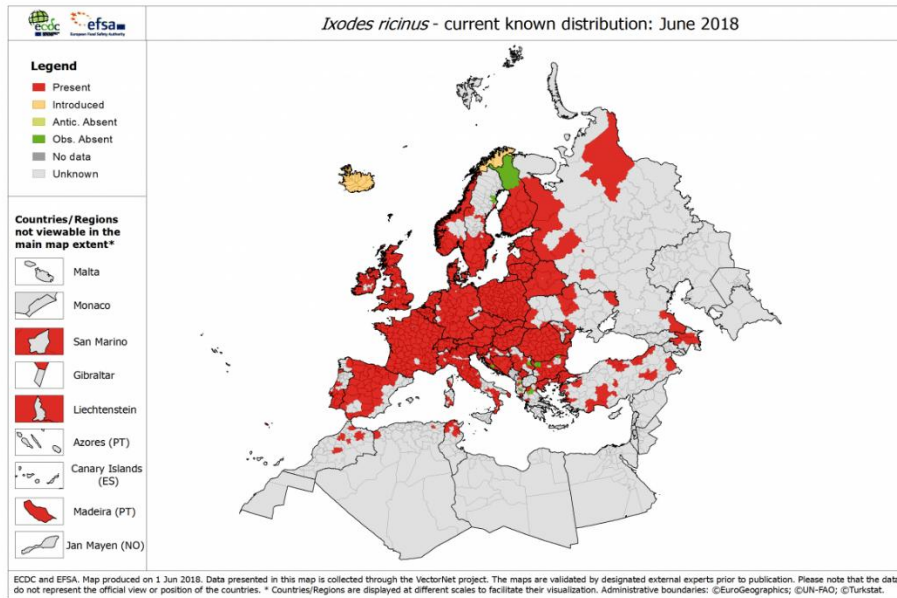 ecdc
efsa
European Food Safety Authority
Ixodes ricinus - current known distribution: June 2018
Legend
Present
Introduced
Antic. Absent
Obs. Absent
No data
Unknown
Countries/Regions
not viewable in the
main map extent*
Malta
Monaco
San Marino
Gibraltar
Liechtenstein
Azores (PT)
Canary Islands
(ES)
Madeira (PT)
Jan Mayen (NO)
ECDC and EFSA. Map produced on 1 Jun 2018. Data presented in this map is collected through the VectorNet project. The maps are validated by designated external experts prior to publication. Please note that the data
do not represent the official view or position of the countries. * Countries/Regions are displayed at different scales to facilitate their visualization. Administrative boundaries: ©EuroGeographics; ©UN-FAO; ©Turkstat.